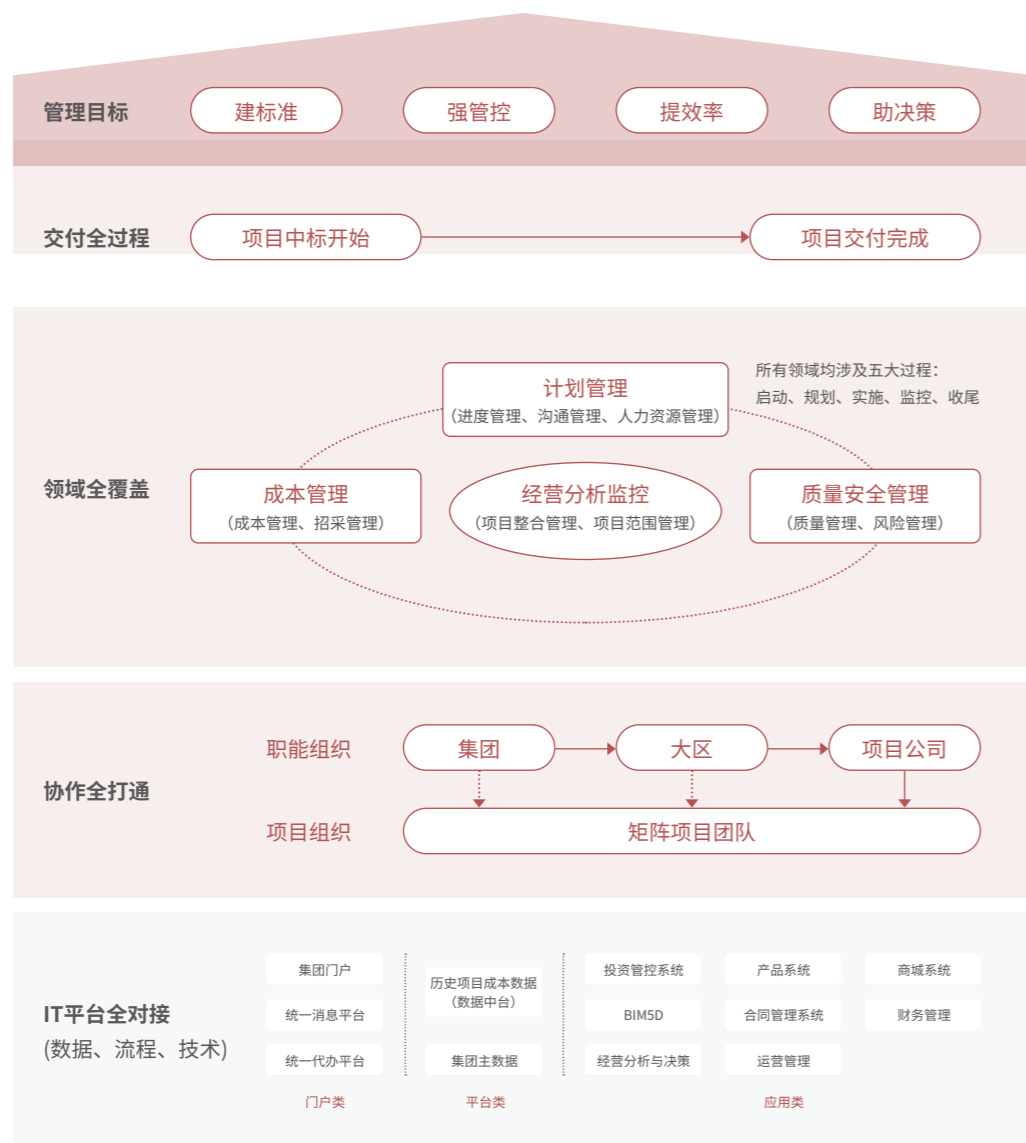 管理目标
建标准
强管控
提效率
助决策
交付全过程
项目中标开始
项目交付完成
所有领域均涉及五大过程：
启动、规划、实施、监控、收尾
计划管理
（进度管理、沟通管理、人力资源管理）
领域全覆盖
成本管理
（成本管理、招采管理）
经营分析监控
（项目整合管理、项目范围管理）
质量安全管理
（质量管理、风险管理）
协作全打通
职能组织
集团
大区
项目公司
项目组织
矩阵项目团队
IT平台全对接
(数据、流程、技术)
集团门户
统一消息平台
统一代办平台
门户类
历史项目成本数据
（数据中台）
集团主数据
平台类
投资管控系统
产品系统
商城系统
BIM5D
合同管理系统
财务管理
经营分析与决策
运营管理
应用类